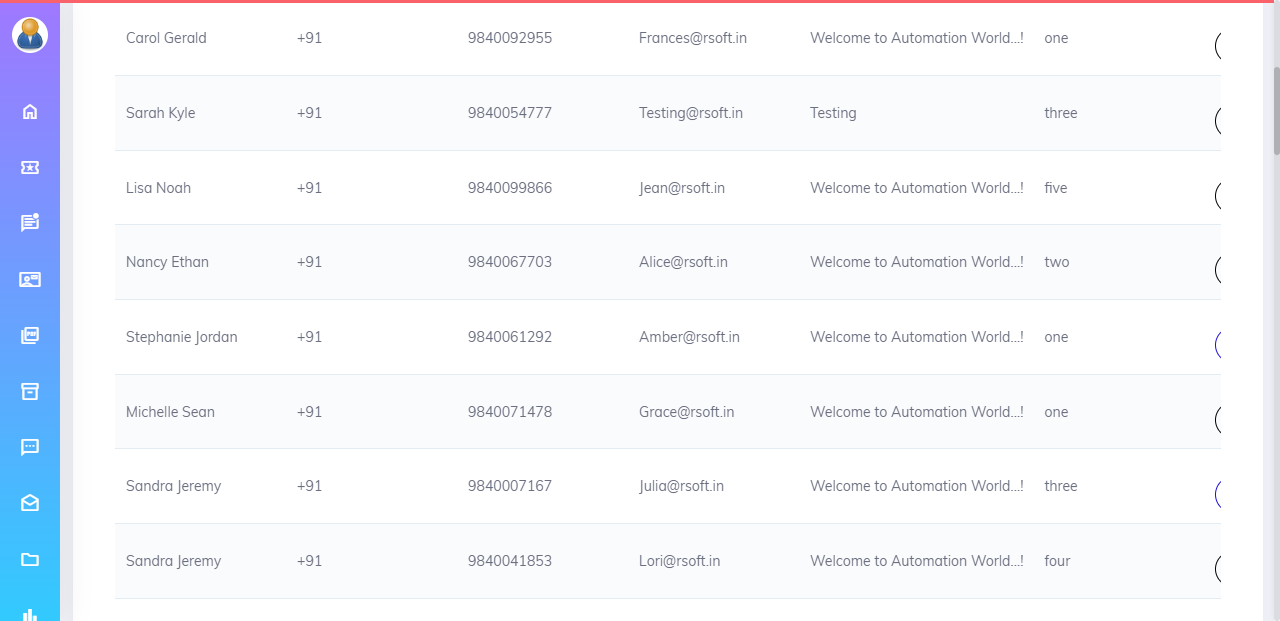 Carol Gerald +91 9840092955 Frances@rsoft.in Welcome to Automation World...! one
Sarah Kyle +91 9840054777 Testing@rsoft.in Testing three
Lisa Noah +91 9840099866 Jean@rsoft.in Welcome to Automation World...! five
Nancy Ethan +91 9840067703 Alice@rsoft.in Welcome to Automation World...! two
Stephanie Jordan +91 9840061292 Amber@rsoft.in Welcome to Automation World...! one
Michelle Sean +91 9840071478 Grace@rsoft.in Welcome to Automation World...! one
Sandra Jeremy +91 9840007167 Julia@rsoft.in Welcome to Automation World...! three
Sandra Jeremy +91 9840041853 Lori@rsoft.in Welcome to Automation World...! four